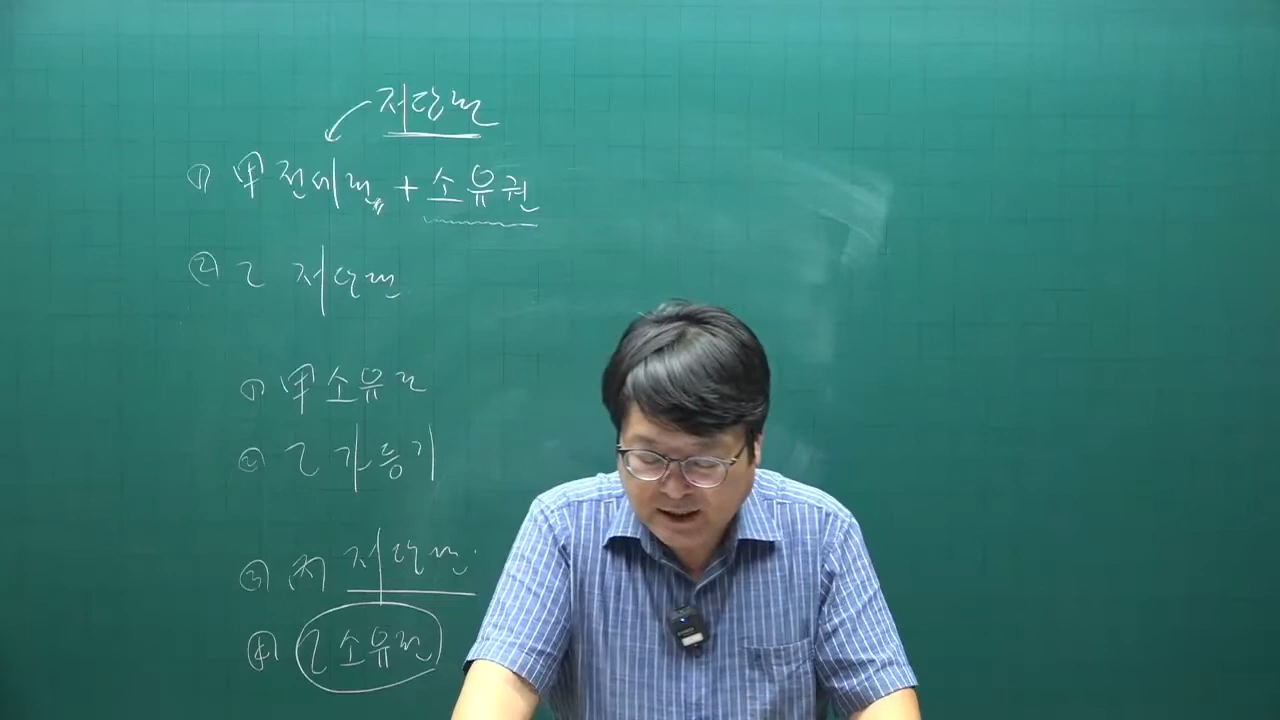 저당권
① 甲 전세권 + 소유권
② 乙 저당권
① 甲 소유권
② 乙 가등기
③ 丙 저당권
④ 乙 소유권